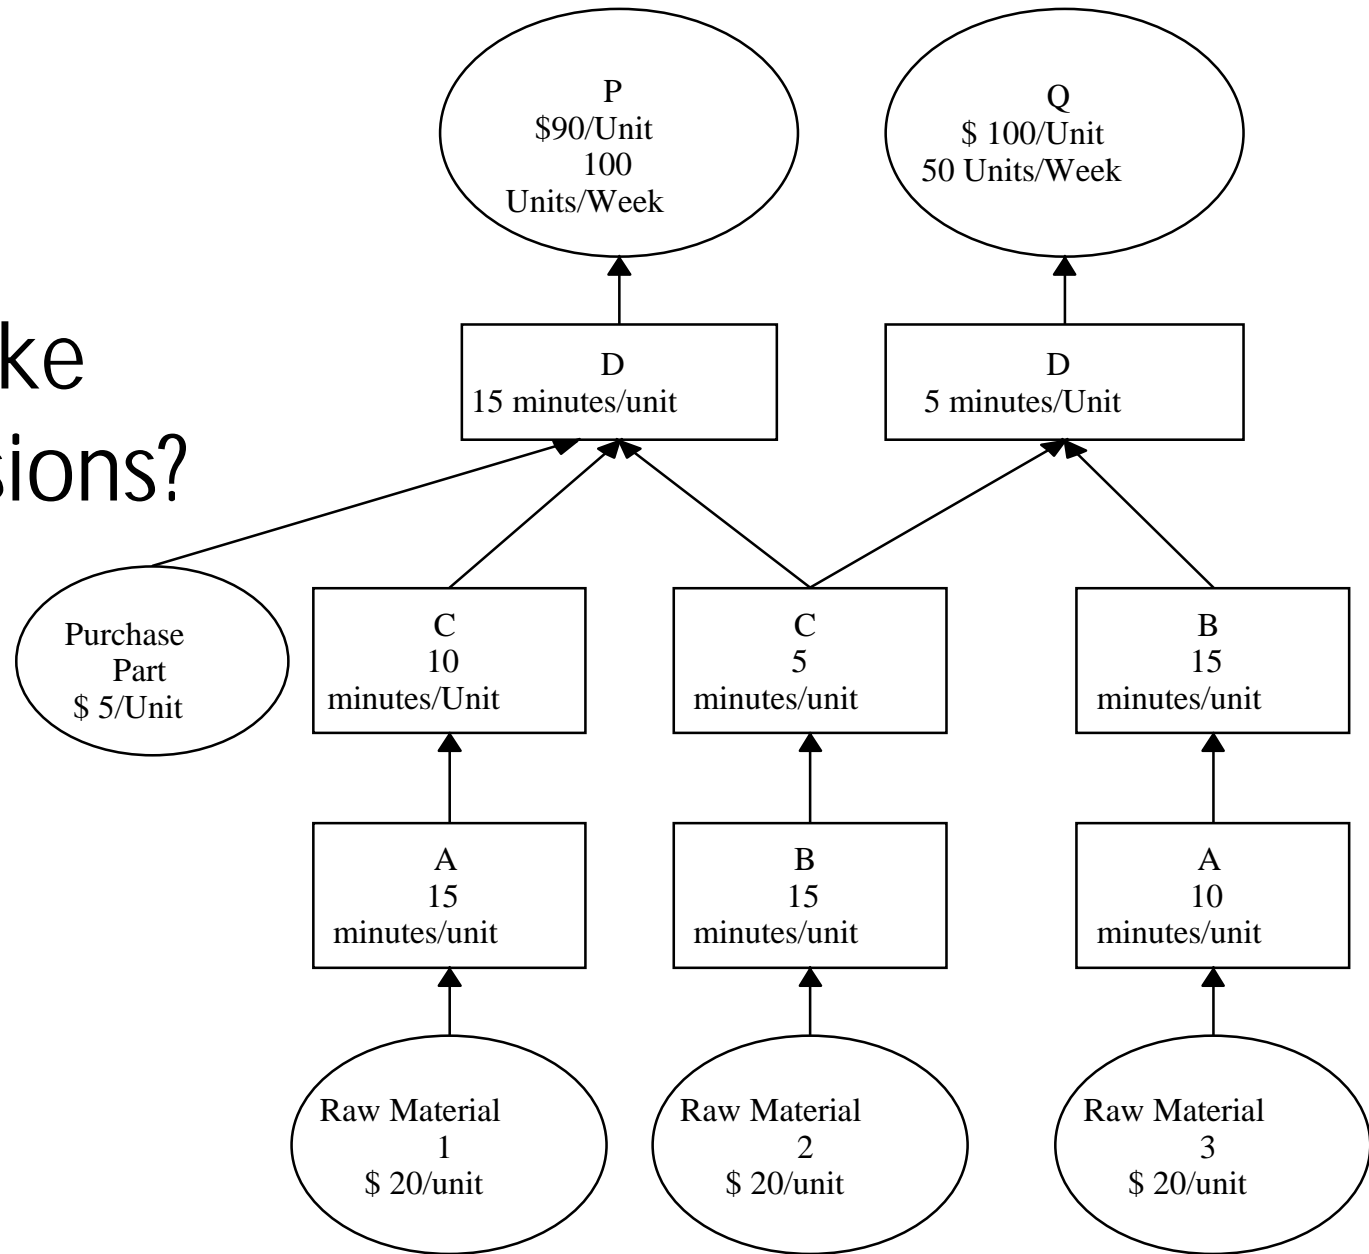 P
$90/Unit
100
Units/Week
Q
$ 100/Unit
50 Units/Week
ke
sions?
D
15 minutes/unit
D
5 minutes/Unit
Purchase
Part
$ 5/Unit
C
10
minutes/Unit
C
5
minutes/unit
B
15
minutes/unit
A
15
minutes/unit
B
15
minutes/unit
A
10
minutes/unit
Raw Material
1
$ 20/unit
Raw Material
2
$ 20/unit
Raw Material
3
$ 20/unit